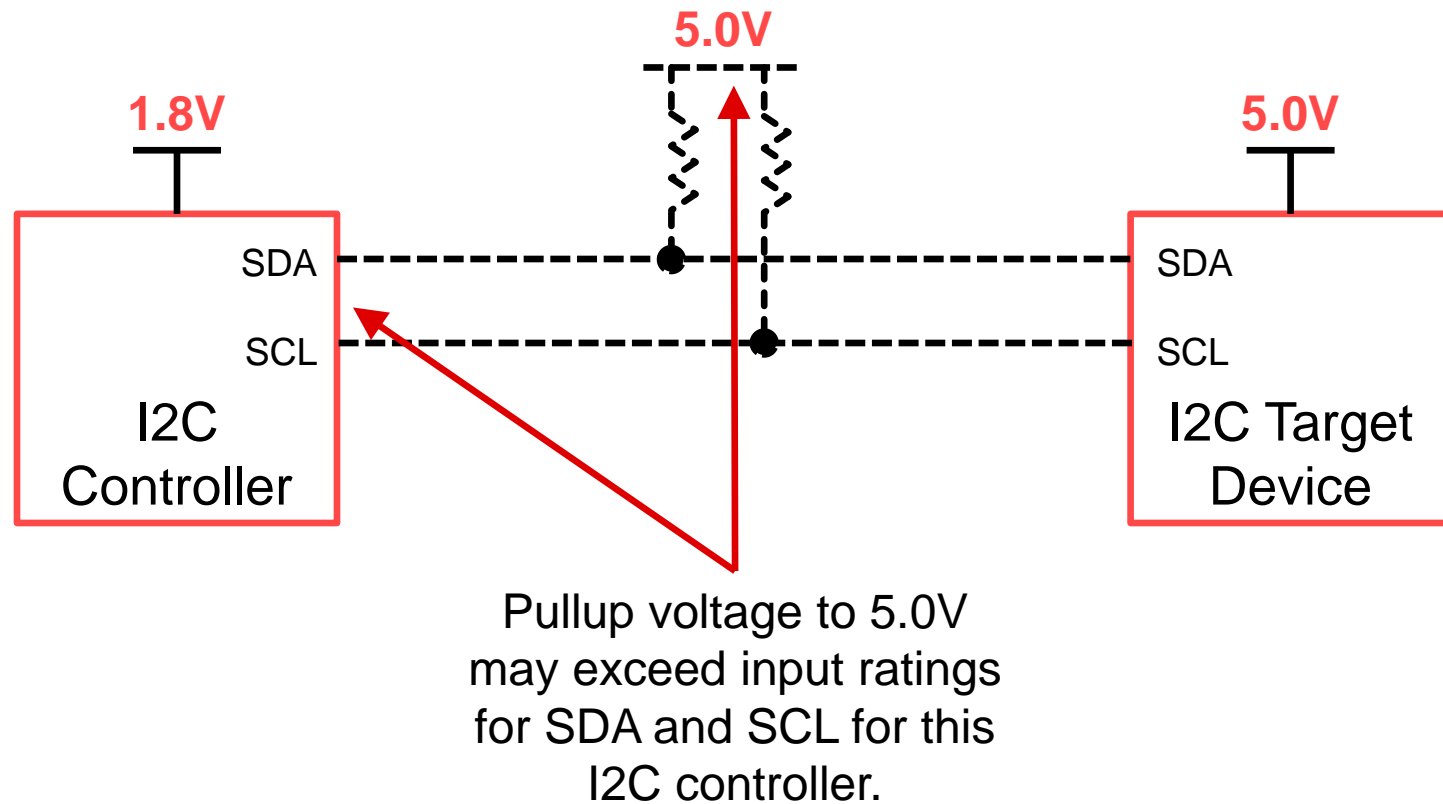 5.0V
1.8V
5.0V
SDA
SDA
SCL
SCL
I2C
Controller
I2C Target
Device
Pullup voltage to 5.0V
may exceed input ratings
for SDA and SCL for this
I2C controller.